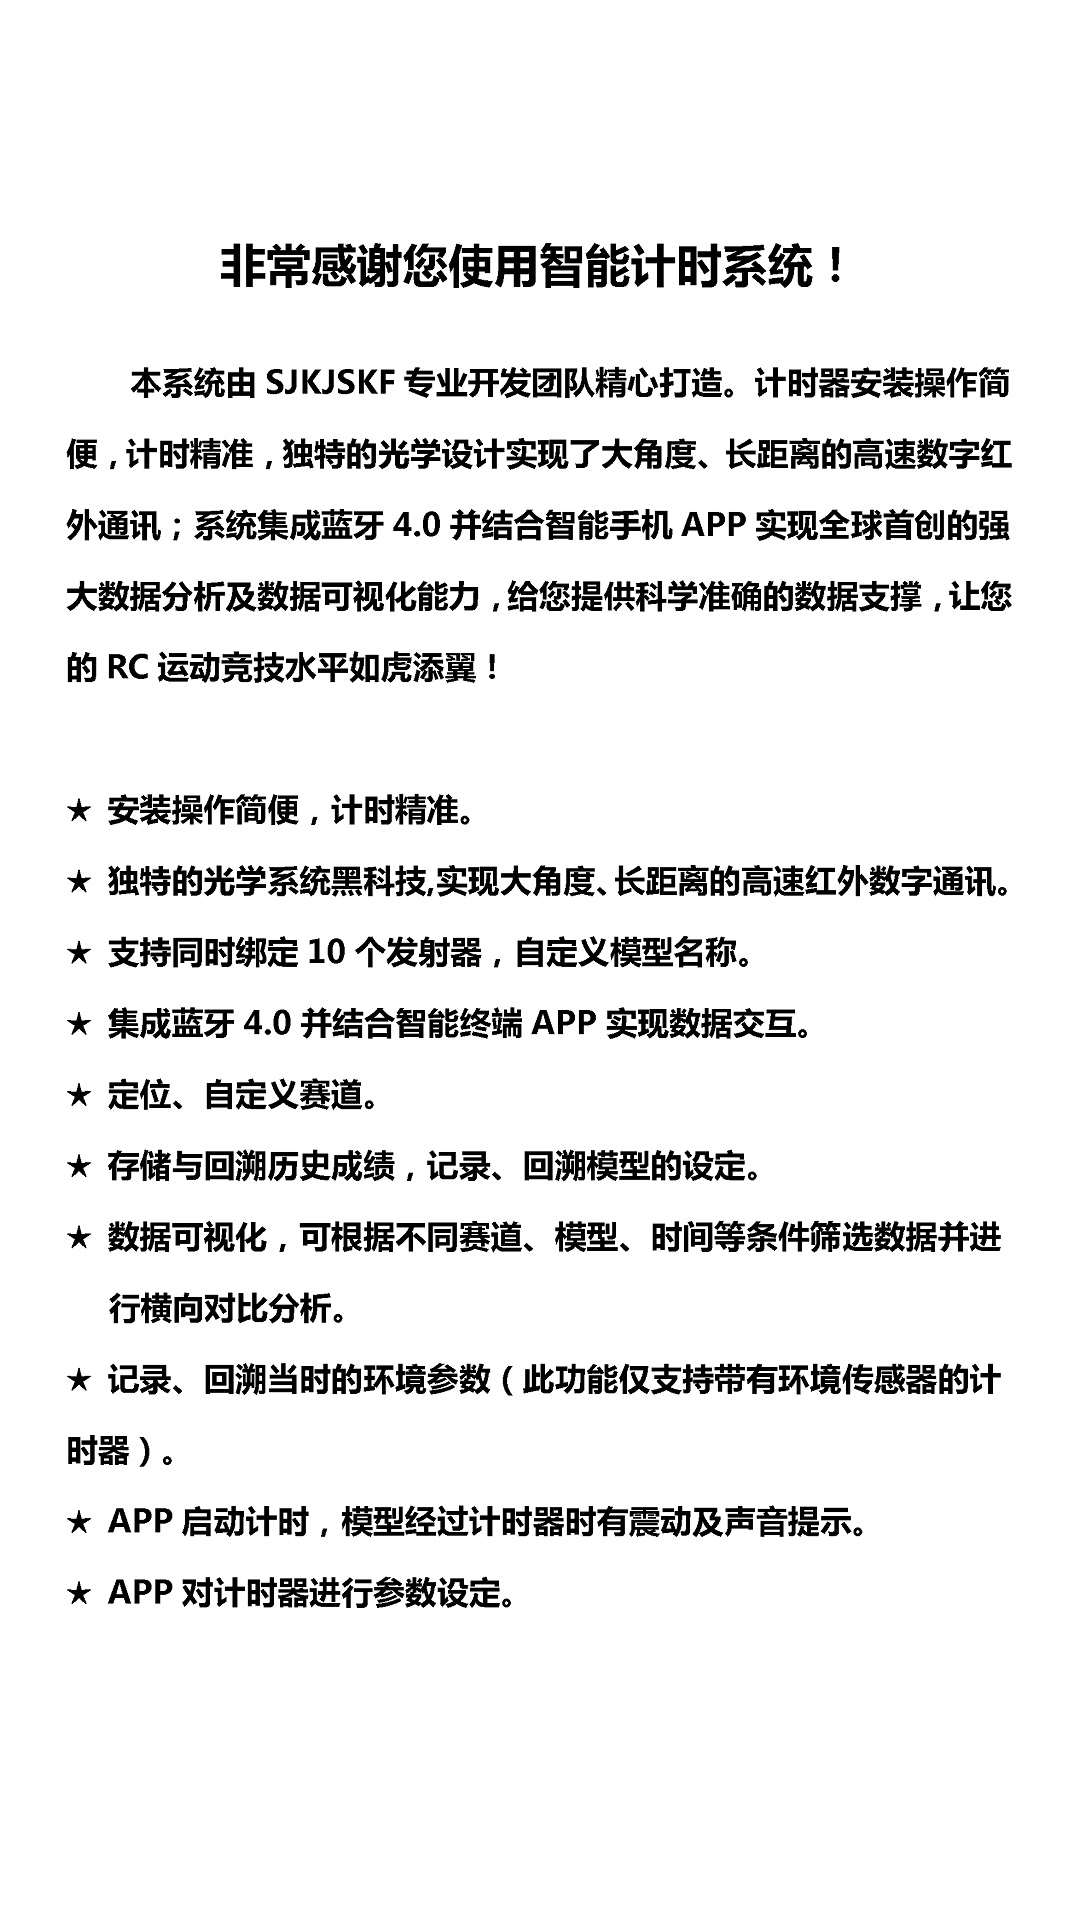 非常感谢您使用智能计时系统！
本系统由 SJKJSKF 专业开发团队精心打造。计时器安装操作简
便，计时精准，独特的光学设计实现了大角度、长距离的高速数字红
外通讯；系统集成蓝牙 4.0 并结合智能手机 APP 实现全球首创的强
大数据分析及数据可视化能力，给您提供科学准确的数据支撑，让您
的 RC 运动竞技水平如虎添翼！
★ 安装操作简便，计时精准。
★ 独特的光学系统黑科技,实现大角度、长距离的高速红外数字通讯。
★ 支持同时绑定 10 个发射器，自定义模型名称。
★ 集成蓝牙 4.0 并结合智能终端 APP 实现数据交互。
★ 定位、自定义赛道。
★ 存储与回溯历史成绩，记录、回溯模型的设定。
★ 数据可视化，可根据不同赛道、模型、时间等条件筛选数据并进
行横向对比分析。
★ 记录、回溯当时的环境参数（此功能仅支持带有环境传感器的计
时器）。
★ APP 启动计时，模型经过计时器时有震动及声音提示。
★ APP 对计时器进行参数设定。